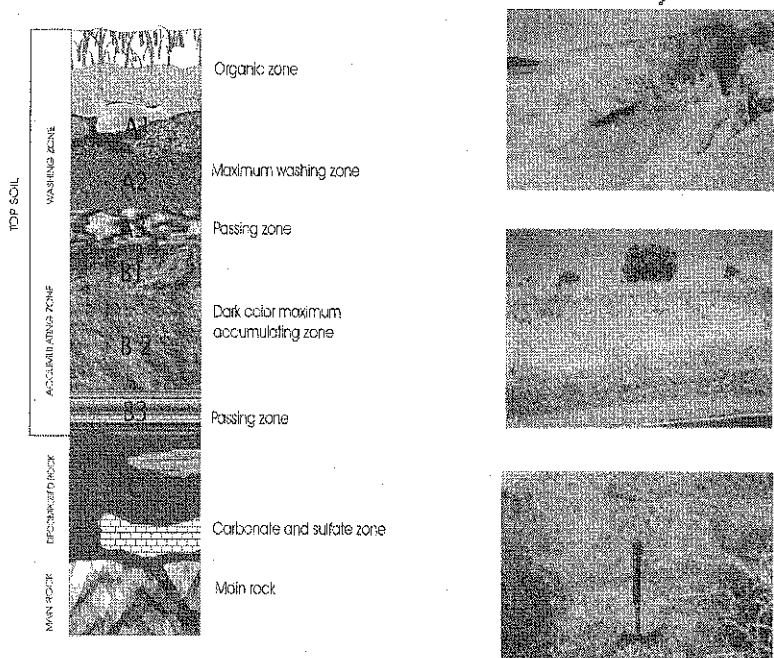 Organic zone
A1
A2
Maximum washing zone
A3
Passing zone
B1
Dark color maximum
accumulating zone
B2
B3
Passing zone
Carbonate and sulfate zone
Main rock
TOP SOIL
WASHING ZONE
ACCUMULATING ZONE
DECOMPOZED ROCK
MAIN ROCK